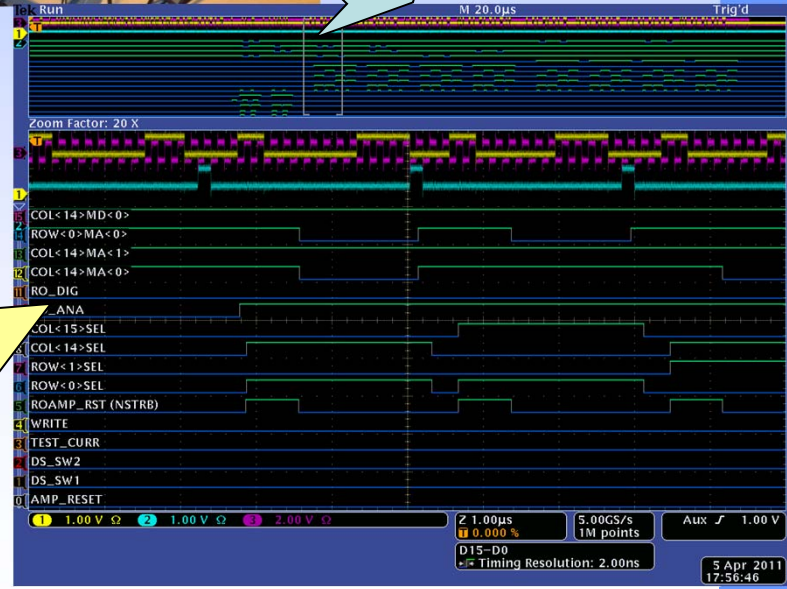 Tek Run M 20.0µs Trig'd
Zoom Factor: 20 X
COL<14>MD<0>
ROW<0>MA<0>
COL<14>MA<1>
COL<14>MA<0>
RO_DIG
_ANA
COL<15>SEL
COL<14>SEL
ROW<1>SEL
ROW<0>SEL
ROAMP_RST (NSTRB)
WRITE
TEST_CURR
DS_SW2
DS_SW1
AMP_RESET
1 1.00 V Ω 2 1.00 V Ω 3 2.00 V Ω
Z 1.00µs
T 0.000 %
5.00GS/s
1M points
Aux ƒ 1.00 V
D15-D0
Timing Resolution: 2.00ns
5 Apr 2011
17:56:46